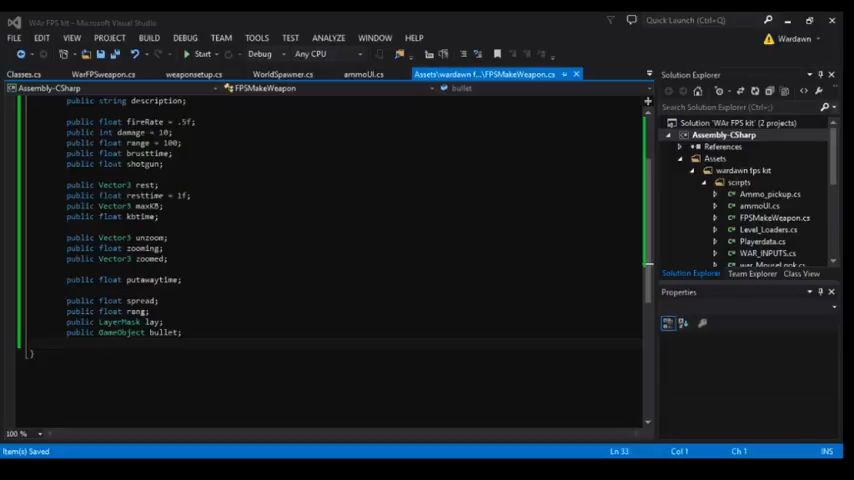 WAr FPS kit - Microsoft Visual Studio
Quick Launch (Ctrl+Q)
FILE EDIT VIEW PROJECT BUILD DEBUG TEAM TOOLS TEST ANALYZE WINDOW HELP
Wardawn
Start Debug Any CPU
Classes.cs WarFPSweapon.cs weaponsetup.cs WorldSpawner.cs ammoUI.cs Assets\wardawn f...\FPSMakeWeapon.cs
Assembly-CSharp FPSMakeWeapon bullet
public string description;
public float fireRate = .5f;
public int damage = 10;
public float range = 100;
public float brusttime;
public float shotgun;
public Vector3 rest;
public float resttime = 1f;
public Vector3 maxKB;
public float kbtime;
public Vector3 unzoom;
public float zooming;
public Vector3 zoomed;
public float putawaytime;
public float spread;
public float rang;
public LayerMask lay;
public GameObject bullet;
}
100 %
Solution Explorer
Search Solution Explorer (Ctrl+;)
Solution 'WAr FPS kit' (2 projects)
Assembly-CSharp
References
Assets
wardawn fps kit
scirpts
Ammo_pickup.cs
ammoUI.cs
FPSMakeWeapon.cs
Level_Loaders.cs
Playerdata.cs
WAR_INPUTS.cs
war_MouseLook.cs
Solution Explorer Team Explorer Class View
Properties
Item(s) Saved Ln 33 Col 1 Ch 1 INS